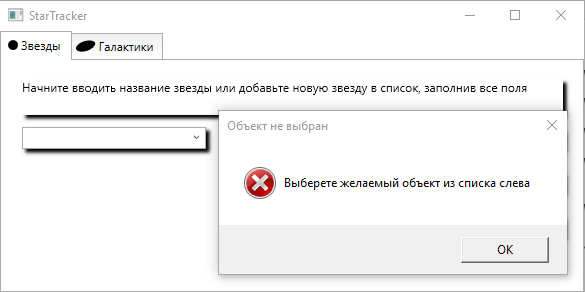 StarTracker
Звезды
Галактики
Начните вводить название звезды или добавьте новую звезду в список, заполнив все поля
Объект не выбран
Выберете желаемый объект из списка слева
OK